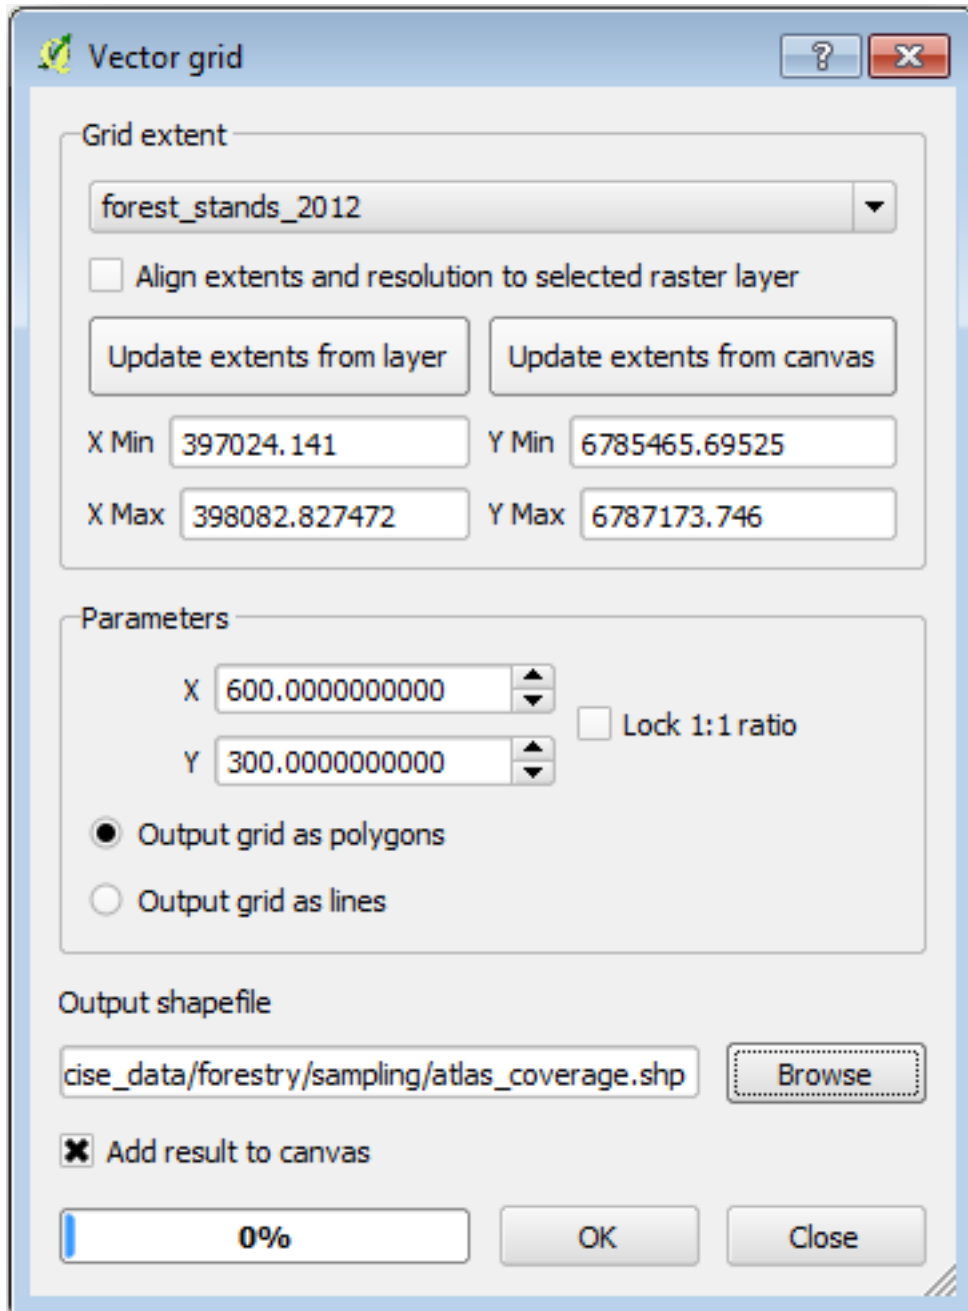 Vector grid
Grid extent
forest_stands_2012
Align extents and resolution to selected raster layer
Update extents from layer Update extents from canvas
X Min 397024.141 Y Min 6785465.69525
X Max 398082.827472 Y Max 6787173.746
Parameters
X 600.0000000000
Lock 1:1 ratio
Y 300.0000000000
Output grid as polygons
Output grid as lines
Output shapefile
cise_data/forestry/sampling/atlas_coverage.shp Browse
Add result to canvas
0% OK Close